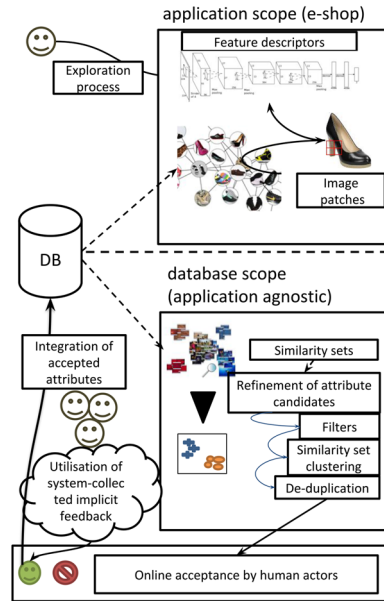 application scope (e-shop)
Feature descriptors
Exploration
process
Image
patches
DB
database scope
(application agnostic)
Integration of
accepted
attributes
Similarity sets
Refinement of attribute
candidates
Filters
Similarity set
clustering
De-duplication
Utilisation of
system-collec
ted implicit
feedback
Online acceptance by human actors